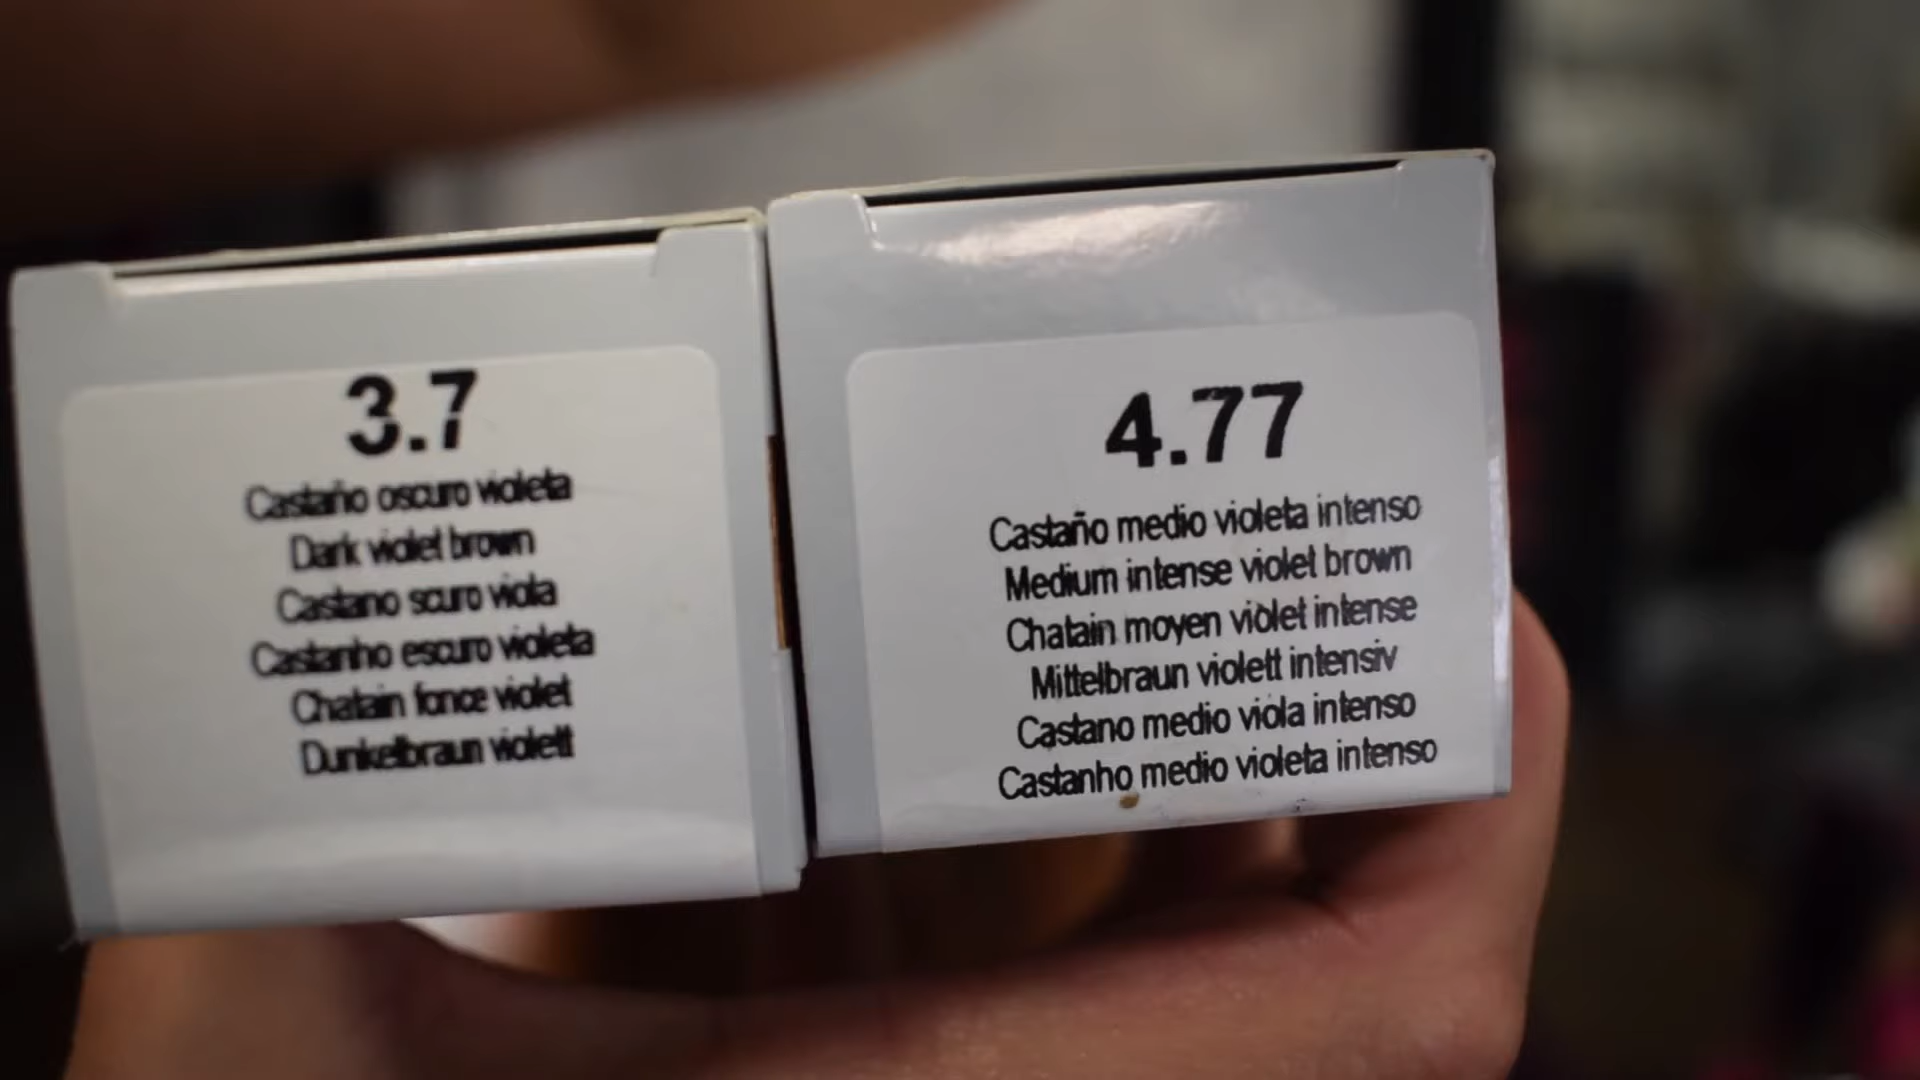 3.7
Castaño oscuro violeta
Dark violet brown
Castano scuro viola
Castanho escuro violeta
Chatain fonce violet
Dunkelbraun violett
4.77
Castaño medio violeta intenso
Medium intense violet brown
Chatain moyen violet intense
Mittelbraun violett intensiv
Castano medio viola intenso
Castanho medio violeta intenso